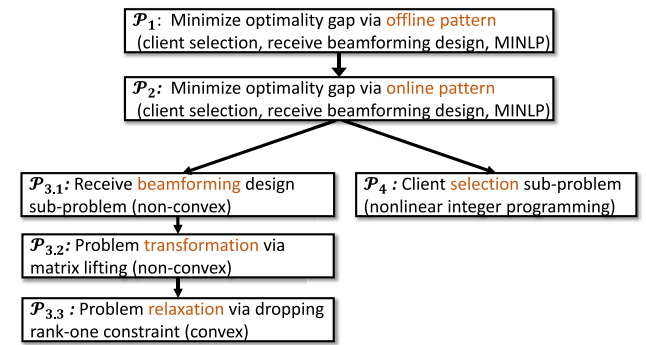 𝒫₁: Minimize optimality gap via offline pattern
(client selection, receive beamforming design, MINLP)
𝒫₂: Minimize optimality gap via online pattern
(client selection, receive beamforming design, MINLP)
𝒫₃.₁: Receive beamforming design
sub-problem (non-convex)
𝒫₄: Client selection sub-problem
(nonlinear integer programming)
𝒫₃.₂: Problem transformation via
matrix lifting (non-convex)
𝒫₃.₃: Problem relaxation via dropping
rank-one constraint (convex)